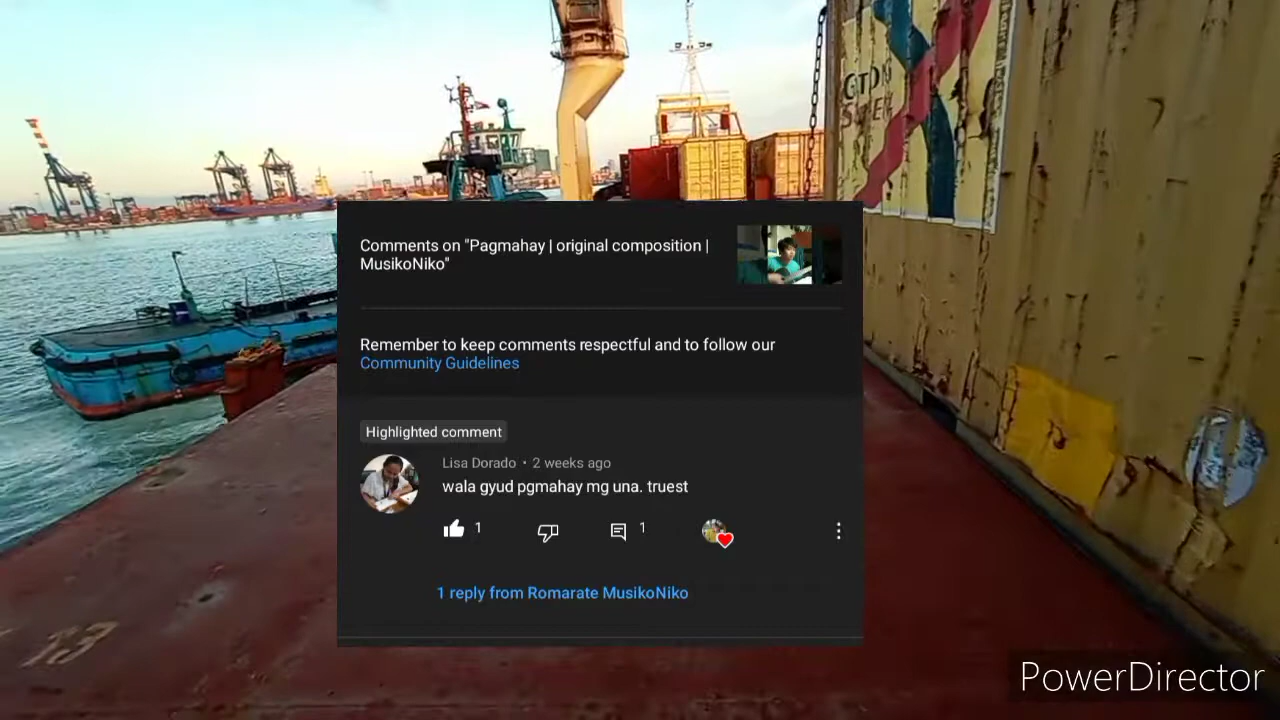 Comments on "Pagmahay | original composition |
MusikoNiko"
Remember to keep comments respectful and to follow our
Community Guidelines
Highlighted comment
Lisa Dorado • 2 weeks ago
wala gyud pgmahay mg una. truest
1
1
1 reply from Romarate MusikoNiko
13
PowerDirector